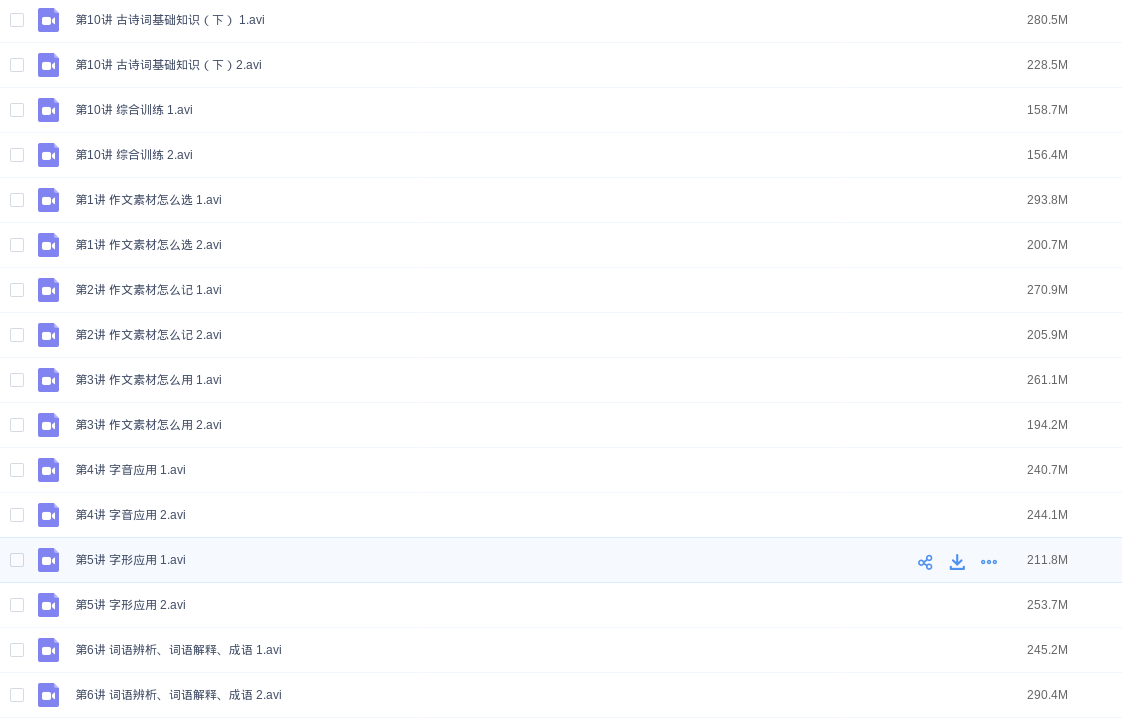 第10讲 古诗词基础知识（下） 1.avi 280.5M
第10讲 古诗词基础知识（下）2.avi 228.5M
第10讲 综合训练 1.avi 158.7M
第10讲 综合训练 2.avi 156.4M
第1讲 作文素材怎么选 1.avi 293.8M
第1讲 作文素材怎么选 2.avi 200.7M
第2讲 作文素材怎么记 1.avi 270.9M
第2讲 作文素材怎么记 2.avi 205.9M
第3讲 作文素材怎么用 1.avi 261.1M
第3讲 作文素材怎么用 2.avi 194.2M
第4讲 字音应用 1.avi 240.7M
第4讲 字音应用 2.avi 244.1M
第5讲 字形应用 1.avi 211.8M
第5讲 字形应用 2.avi 253.7M
第6讲 词语辨析、词语解释、成语 1.avi 245.2M
第6讲 词语辨析、词语解释、成语 2.avi 290.4M